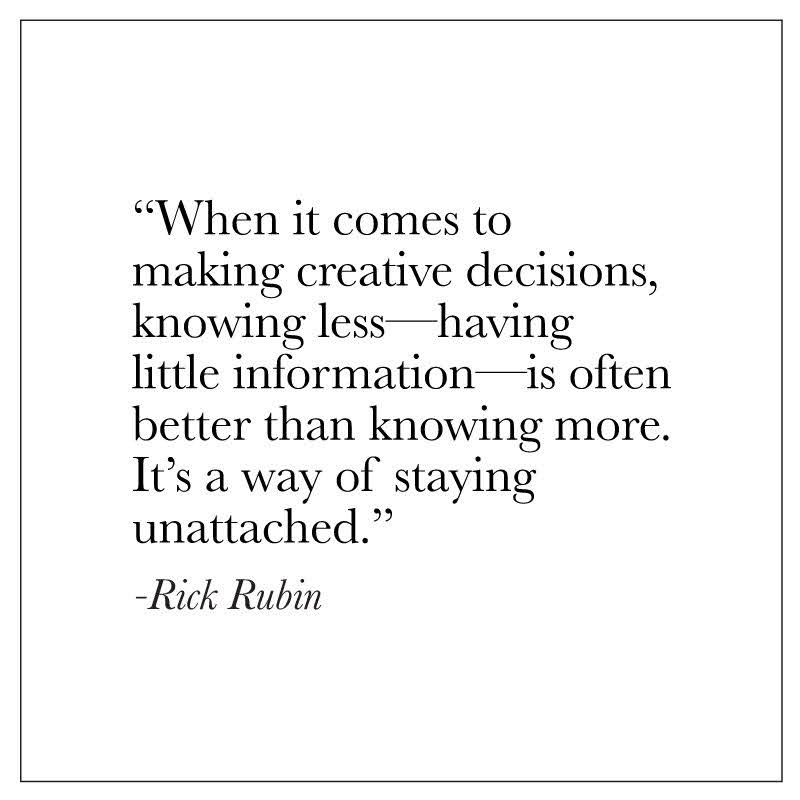 “When it comes to
making creative decisions,
knowing less—having
little information—is often
better than knowing more.
It’s a way of staying
unattached.”
-Rick Rubin